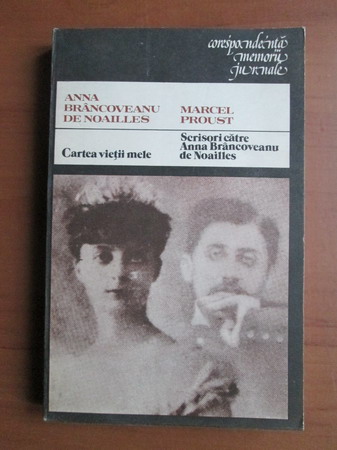 corespondență
memorii
jurnale
ANNA
BRÂNCOVEANU
DE NOAILLES
MARCEL
PROUST
Cartea vieții mele
Scrisori către
Anna Brâncoveanu
de Noailles